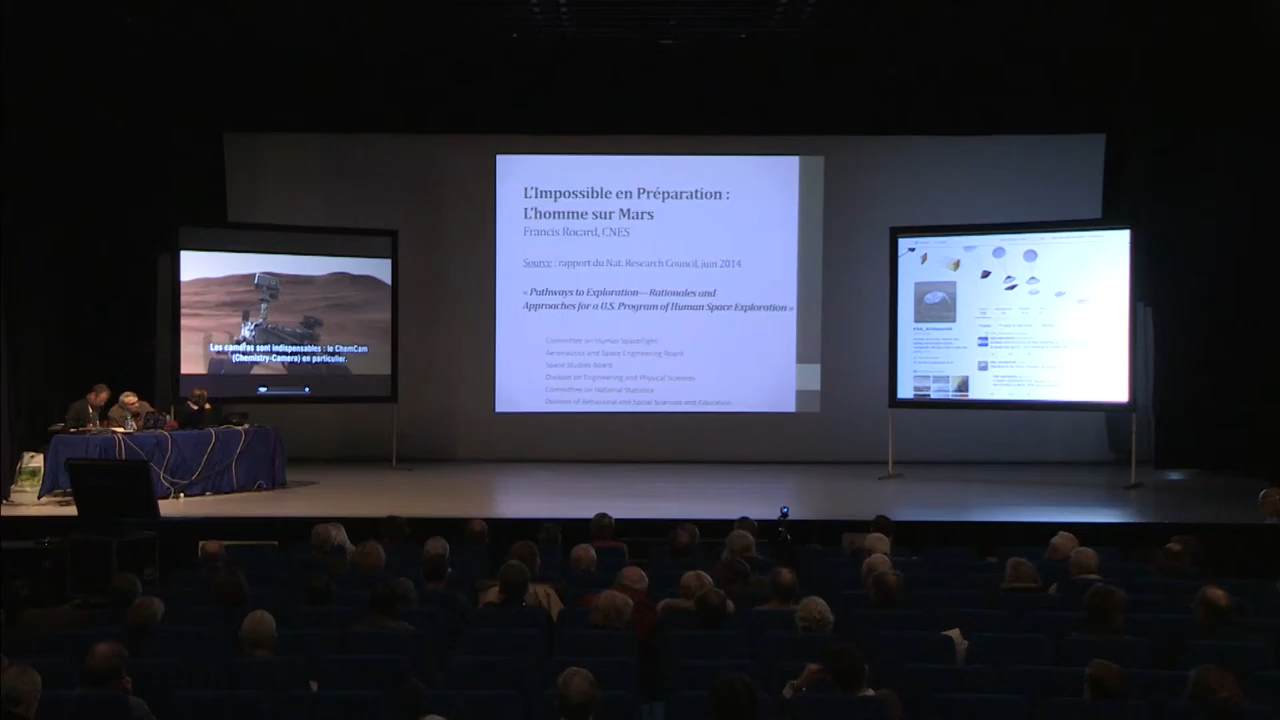 L'Impossible en Préparation :
L'homme sur Mars
Francis Rocard, CNES
Source : rapport du Nat. Research Council, juin 2014
« Pathways to Exploration—Rationales and
Approaches for a U.S. Program of Human Space Exploration »
Committee on Human Spaceflight
Aeronautics and Space Engineering Board
Space Studies Board
Division on Engineering and Physical Sciences
Committee on National Statistics
Division of Behavioral and Social Sciences and Education
Les caméras sont indispensables : le ChemCam
(Chemistry-Camera) en particulier.